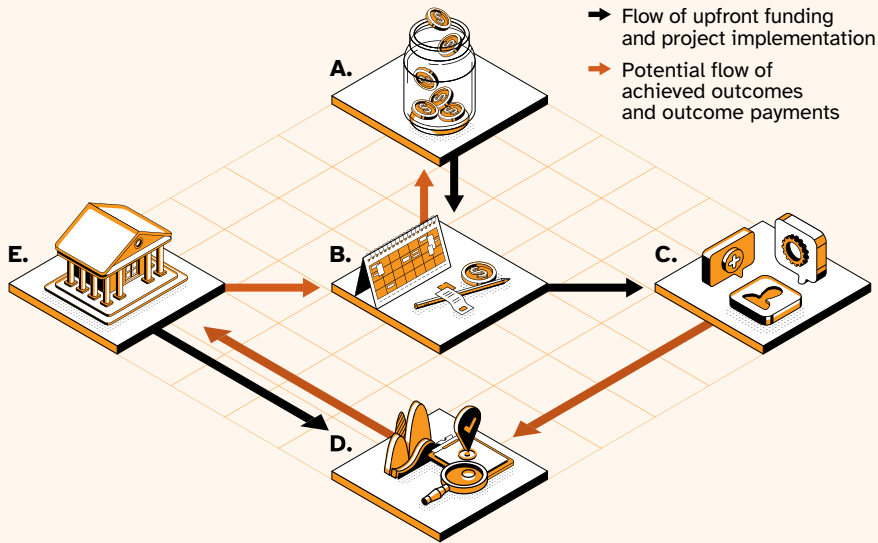 Flow of upfront funding
and project implementation
Potential flow of
achieved outcomes
and outcome payments
A.
E.
B.
C.
D.